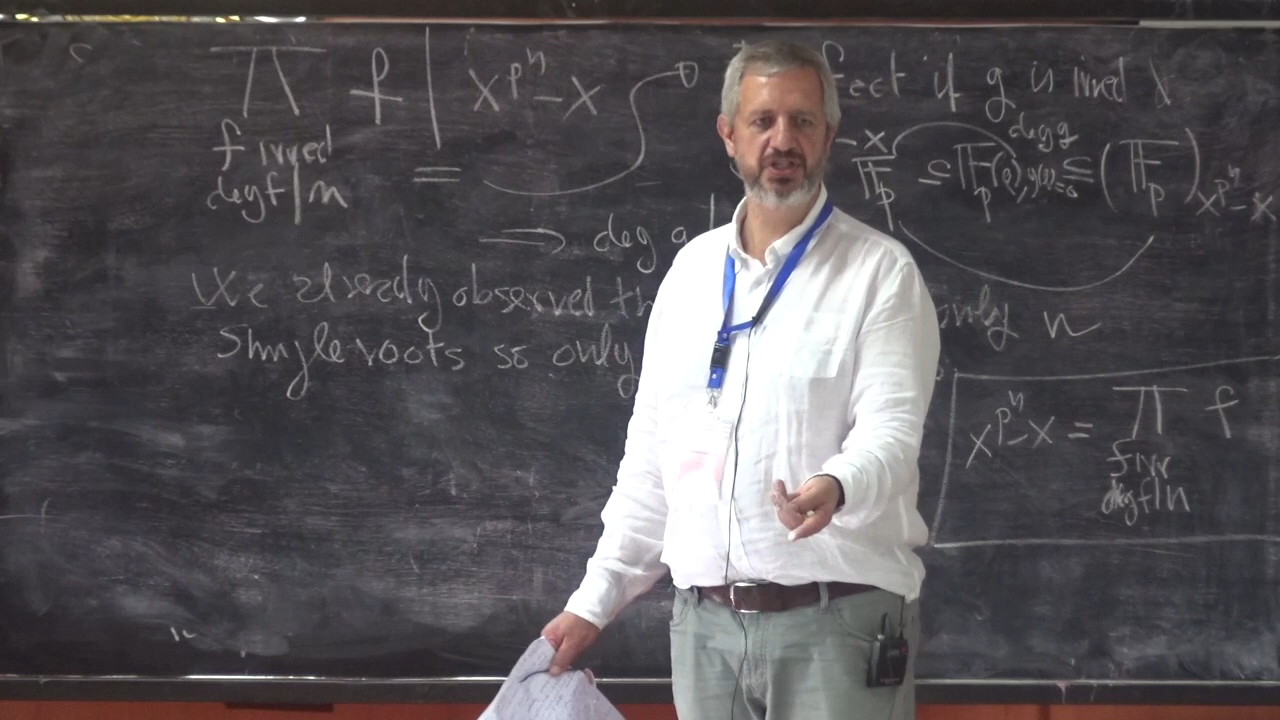 ∏ f | x^{p^n} - x
f irred
deg f | n
=
⟹ deg g |
We already observed th
Simple roots so only
fect if g is irred &
deg g
-x
F_p ⊆ F_p(a), g(a)=0 ⊆ (F_p)_{x^{p^n}-x}
only n
x^{p^n}-x = ∏ f
f irr
deg f|n